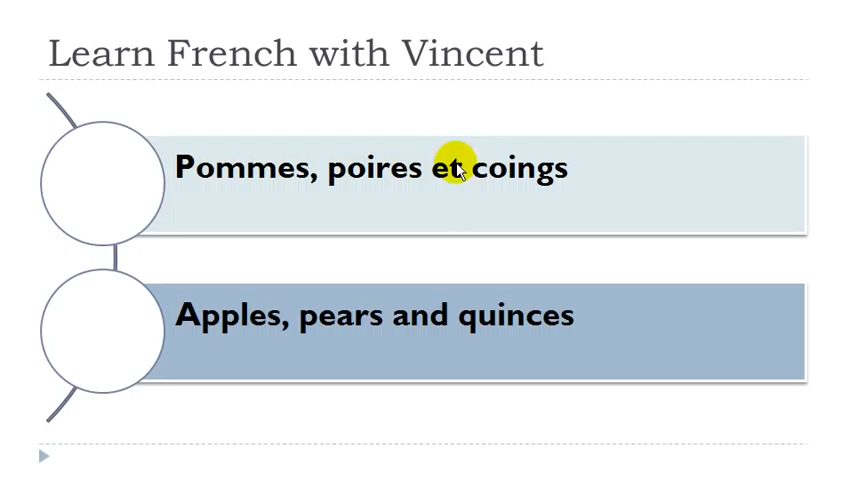 Learn French with Vincent
Pommes, poires et coings
Apples, pears and quinces